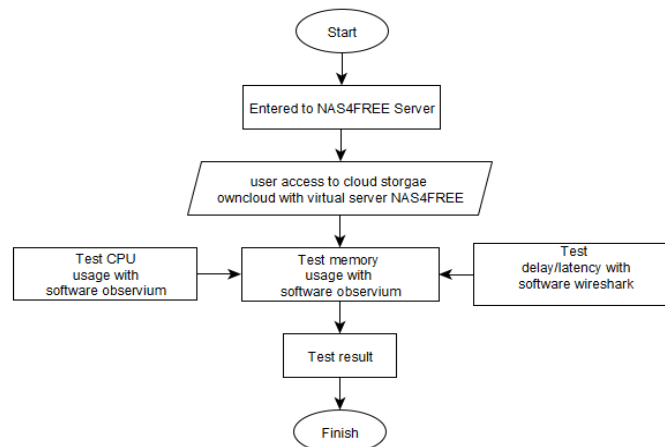 Start
Entered to NAS4FREE Server
user access to cloud storgae
owncloud with virtual server NAS4FREE
Test CPU
usage with
software observium
Test memory
usage with
software observium
Test
delay/latency with
software wireshark
Test result
Finish